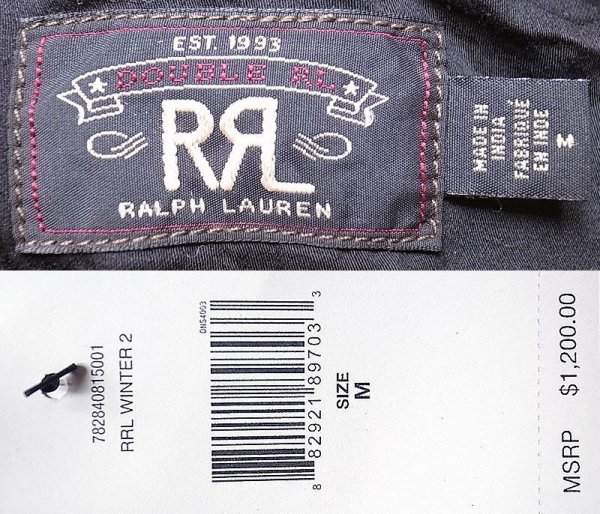 EST. 1993
DOUBLE RL
RRL
RALPH LAUREN
MADE IN
INDIA
FABRIQUÉ
EN INDE
M
782840815001
RRL WINTER 2
DNS4003
8 82921 89703 3
SIZE
M
MSRP $1,200.00